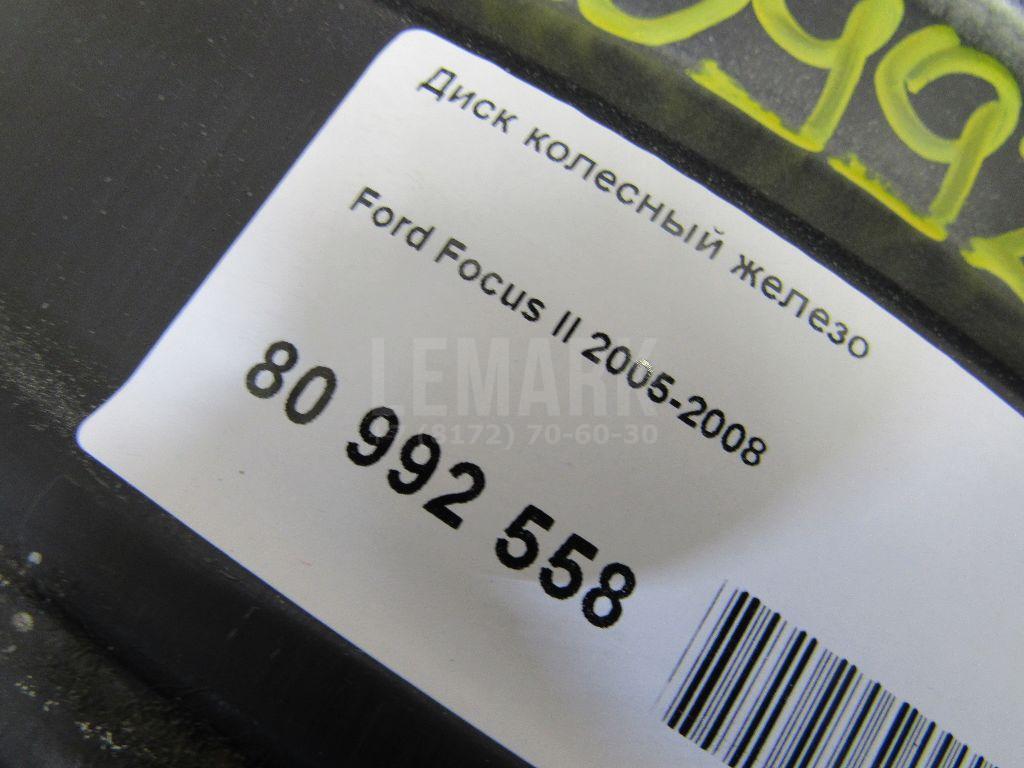 Диск колесный железо
Ford Focus II 2005-2008
80 992 558
LEMARK
(8172) 70-60-30